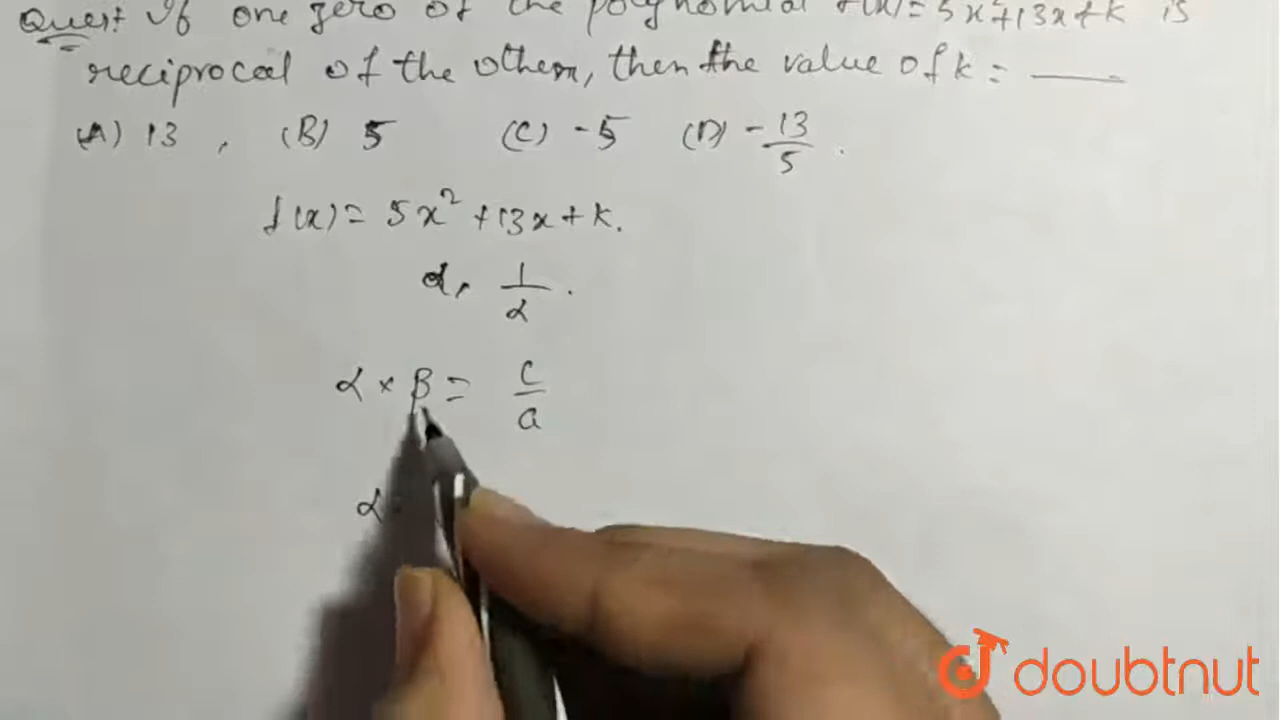 Quest If one zero of the polynomial f(x) = 5x²+13x+k is
reciprocal of the other, then the value of k = ____
(A) 13 , (B) 5 (C) -5 (D) -13/5 .
f(x) = 5x² + 13x + k.
α, 1/α .
α × β = c/a
α
doubtnut